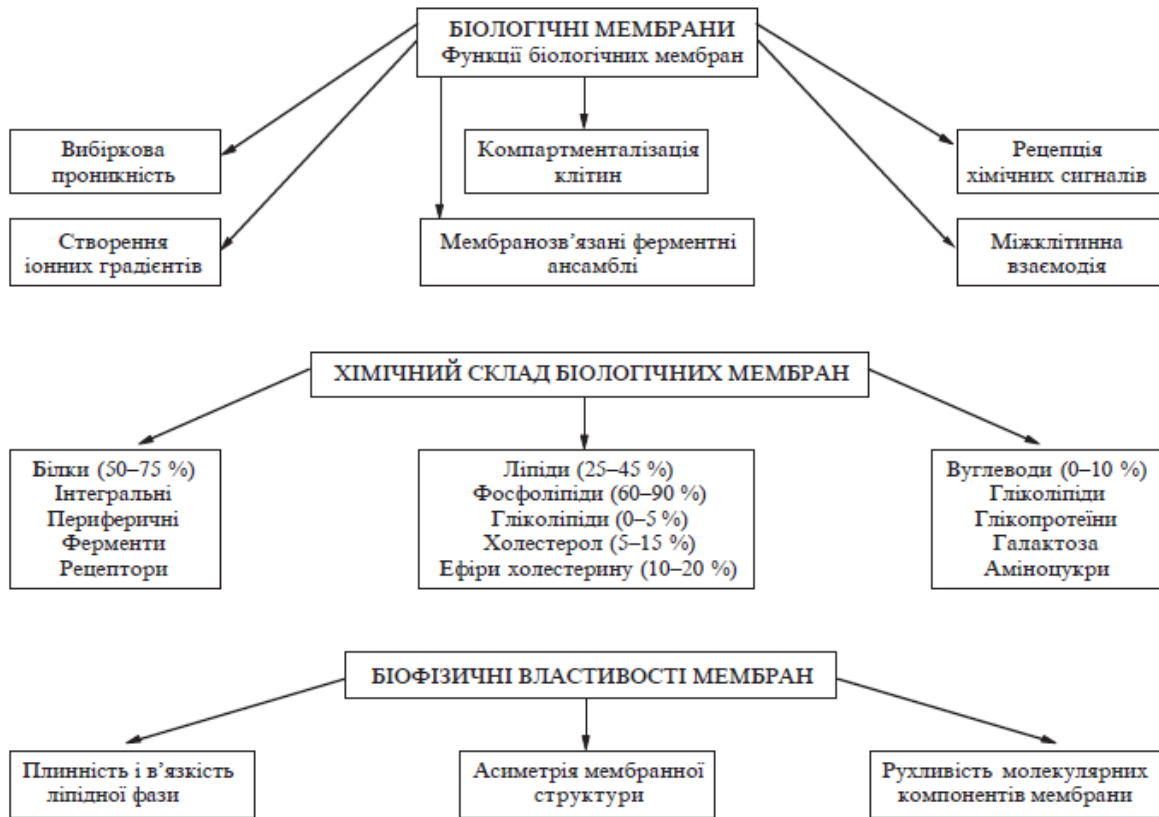 БІОЛОГІЧНІ МЕМБРАНИ
Функції біологічних мембран
Вибіркова
проникність
Компартменталізація
клітин
Рецепція
хімічних сигналів
Створення
іонних градієнтів
Мембранозв’язані ферментні
ансамблі
Міжклітинна
взаємодія
ХІМІЧНИЙ СКЛАД БІОЛОГІЧНИХ МЕМБРАН
Білки (50–75 %)
Інтегральні
Периферичні
Ферменти
Рецептори
Ліпіди (25–45 %)
Фосфоліпіди (60–90 %)
Гліколіпіди (0–5 %)
Холестерол (5–15 %)
Ефіри холестерину (10–20 %)
Вуглеводи (0–10 %)
Гліколіпіди
Глікопротеїни
Галактоза
Аміноцукри
БІОФІЗИЧНІ ВЛАСТИВОСТІ МЕМБРАН
Плинність і в’язкість
ліпідної фази
Асиметрія мембранної
структури
Рухливість молекулярних
компонентів мембрани